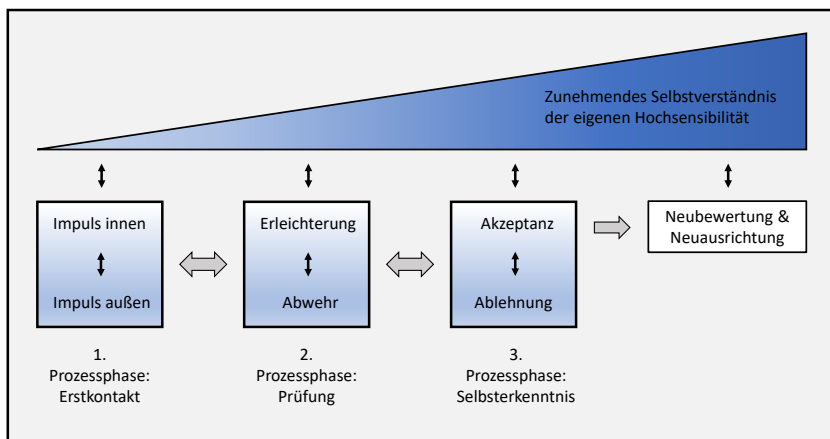 Zunehmendes Selbstverständnis
der eigenen Hochsensibilität
Impuls innen
Impuls außen
Erleichterung
Abwehr
Akzeptanz
Ablehnung
Neubewertung &
Neuausrichtung
1.
Prozessphase:
Erstkontakt
2.
Prozessphase:
Prüfung
3.
Prozessphase:
Selbsterkenntnis